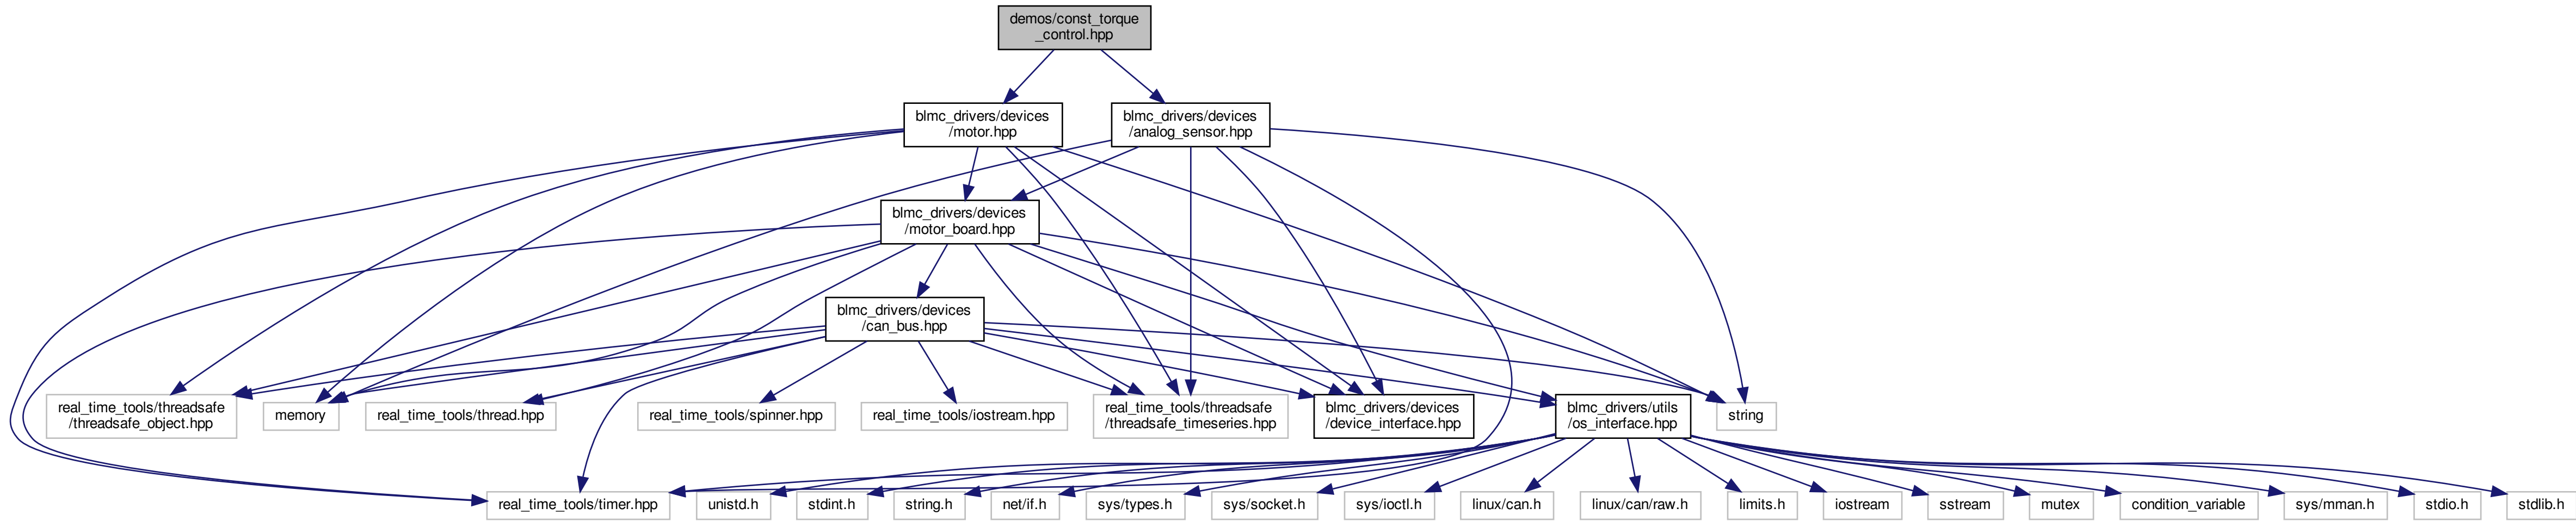 demos/const_torque
_control.hpp
blmc_drivers/devices
/motor.hpp
blmc_drivers/devices
/analog_sensor.hpp
blmc_drivers/devices
/motor_board.hpp
blmc_drivers/devices
/can_bus.hpp
real_time_tools/threadsafe
/threadsafe_object.hpp
memory
real_time_tools/thread.hpp
real_time_tools/spinner.hpp
real_time_tools/iostream.hpp
real_time_tools/threadsafe
/threadsafe_timeseries.hpp
blmc_drivers/devices
/device_interface.hpp
blmc_drivers/utils
/os_interface.hpp
string
real_time_tools/timer.hpp
unistd.h
stdint.h
string.h
net/if.h
sys/types.h
sys/socket.h
sys/ioctl.h
linux/can.h
linux/can/raw.h
limits.h
iostream
sstream
mutex
condition_variable
sys/mman.h
stdio.h
stdlib.h